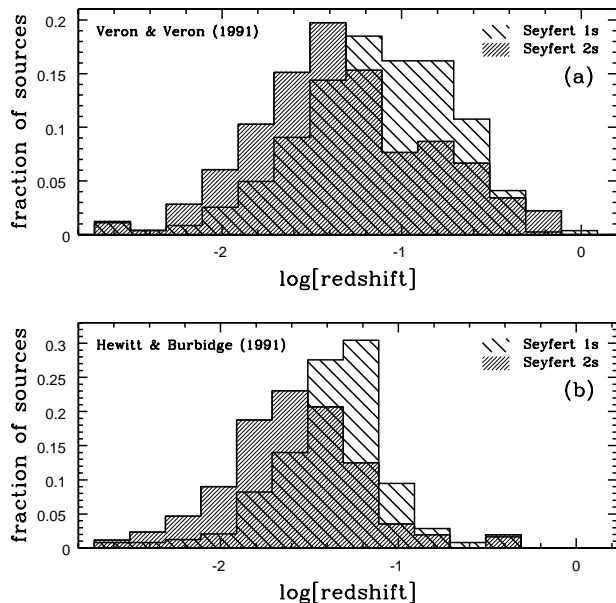 Veron & Veron (1991)
Seyfert 1s
Seyfert 2s
(a)
fraction of sources
0.2
0.15
0.1
0.05
0
-2
-1
0
log[redshift]
Hewitt & Burbidge (1991)
Seyfert 1s
Seyfert 2s
(b)
fraction of sources
0.3
0.25
0.2
0.15
0.1
0.05
0
-2
-1
0
log[redshift]